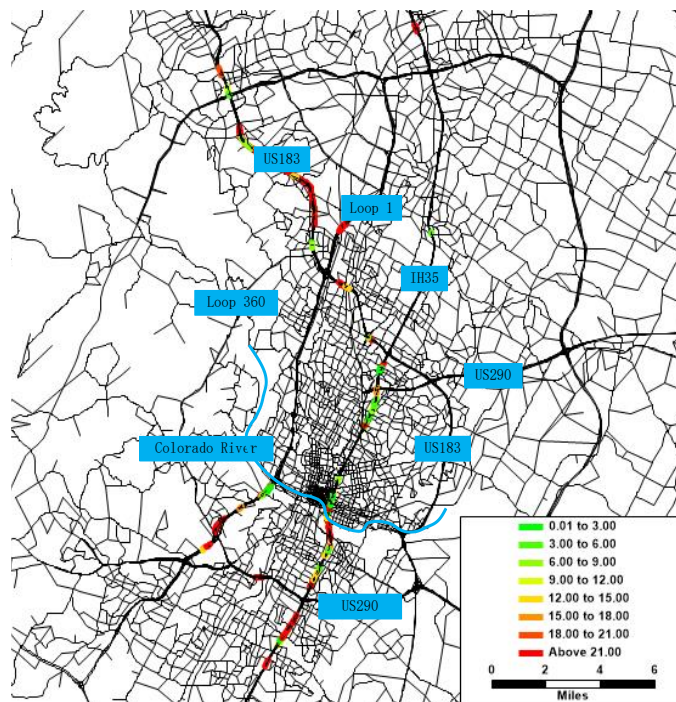 US183
Loop 1
IH35
Loop 360
US290
Colorado River
US183
US290
0.01 to 3.00
3.00 to 6.00
6.00 to 9.00
9.00 to 12.00
12.00 to 15.00
15.00 to 18.00
18.00 to 21.00
Above 21.00
0 2 4 6
Miles